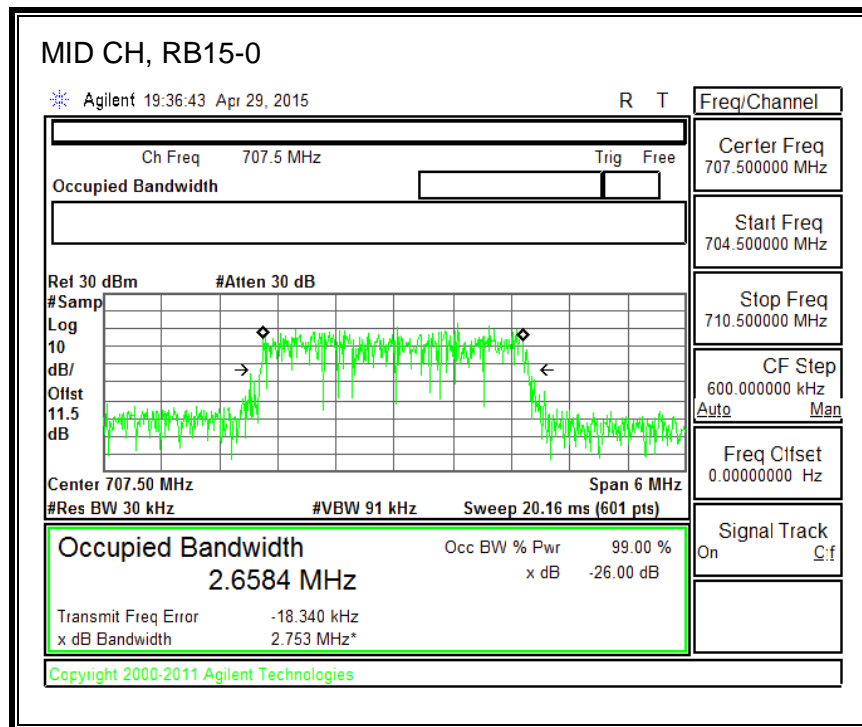 MID CH, RB15-0
Agilent 19:36:43 Apr 29, 2015 R T
Freq/Channel
Ch Freq 707.5 MHz Trig Free
Occupied Bandwidth
Center Freq
707.500000 MHz
Start Freq
704.500000 MHz
Stop Freq
710.500000 MHz
CF Step
600.000000 kHz
Auto Man
Freq Offset
0.00000000 Hz
Signal Track
On Off
Ref 30 dBm #Atten 30 dB
#Samp
Log
10
dB/
Offst
11.5
dB
Center 707.50 MHz Span 6 MHz
#Res BW 30 kHz #VBW 91 kHz Sweep 20.16 ms (601 pts)
Occupied Bandwidth
2.6584 MHz
Occ BW % Pwr 99.00 %
x dB -26.00 dB
Transmit Freq Error -18.340 kHz
x dB Bandwidth 2.753 MHz*
Copyright 2000-2011 Agilent Technologies